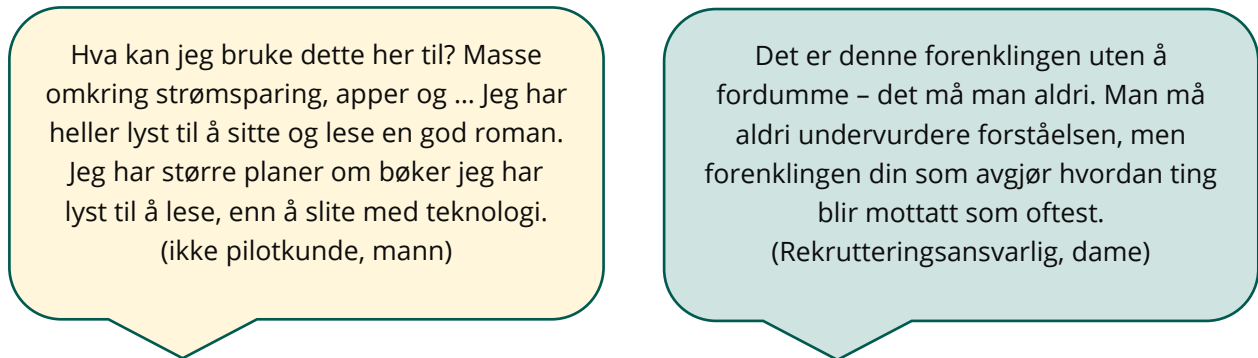 Hva kan jeg bruke dette her til? Masse
omkring strømsparing, apper og … Jeg har
heller lyst til å sitte og lese en god roman.
Jeg har større planer om bøker jeg har
lyst til å lese, enn å slite med teknologi.
(ikke pilotkunde, mann)
Det er denne forenklingen uten å
fordumme – det må man aldri. Man må
aldri undervurdere forståelsen, men
forenklingen din som avgjør hvordan ting
blir mottatt som oftest.
(Rekrutteringsansvarlig, dame)